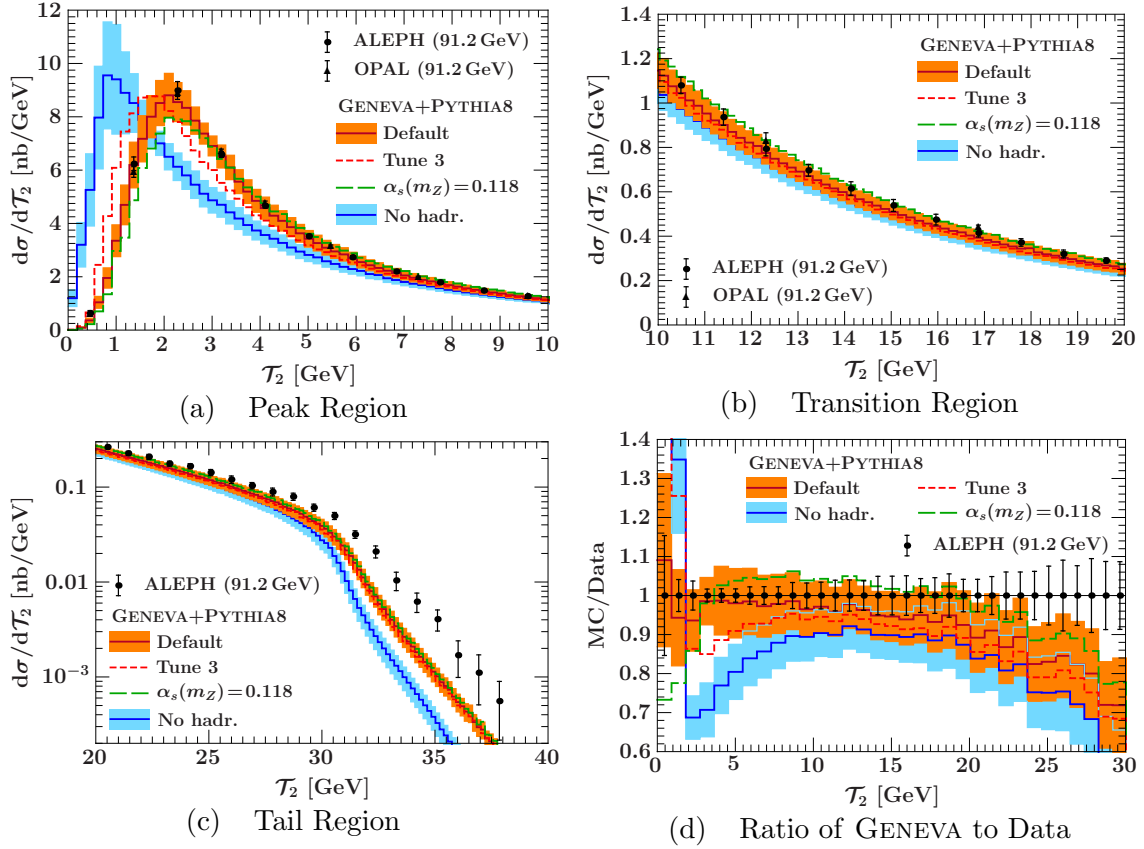 dσ/d𝒯₂ [nb/GeV]
12
10
8
6
4
2
0
0 1 2 3 4 5 6 7 8 9 10
𝒯₂ [GeV]
ALEPH (91.2 GeV)
OPAL (91.2 GeV)
GENEVA+PYTHIA8
Default
Tune 3
αₛ(m_Z)=0.118
No hadr.
(a) Peak Region
dσ/d𝒯₂ [nb/GeV]
1.4
1.2
1
0.8
0.6
0.4
0.2
0
10 11 12 13 14 15 16 17 18 19 20
𝒯₂ [GeV]
GENEVA+PYTHIA8
Default
Tune 3
αₛ(m_Z)=0.118
No hadr.
ALEPH (91.2 GeV)
OPAL (91.2 GeV)
(b) Transition Region
dσ/d𝒯₂ [nb/GeV]
0.1
0.01
10⁻³
20 25 30 35 40
𝒯₂ [GeV]
ALEPH (91.2 GeV)
GENEVA+PYTHIA8
Default
Tune 3
αₛ(m_Z)=0.118
No hadr.
(c) Tail Region
MC/Data
1.4
1.3
1.2
1.1
1
0.9
0.8
0.7
0.6
0 5 10 15 20 25 30
𝒯₂ [GeV]
GENEVA+PYTHIA8
Default
Tune 3
No hadr.
αₛ(m_Z)=0.118
ALEPH (91.2 GeV)
(d) Ratio of GENEVA to Data